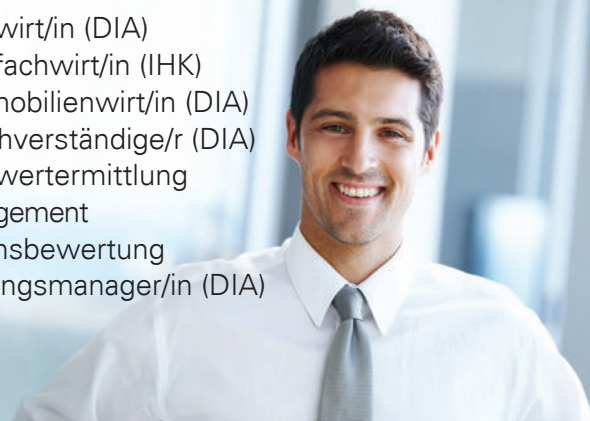 wirt/in (DIA)
fachwirt/in (IHK)
nobilienwirt/in (DIA)
hverständige/r (DIA)
wertermittlung
gement
nsbewertung
ngsmanager/in (DIA)